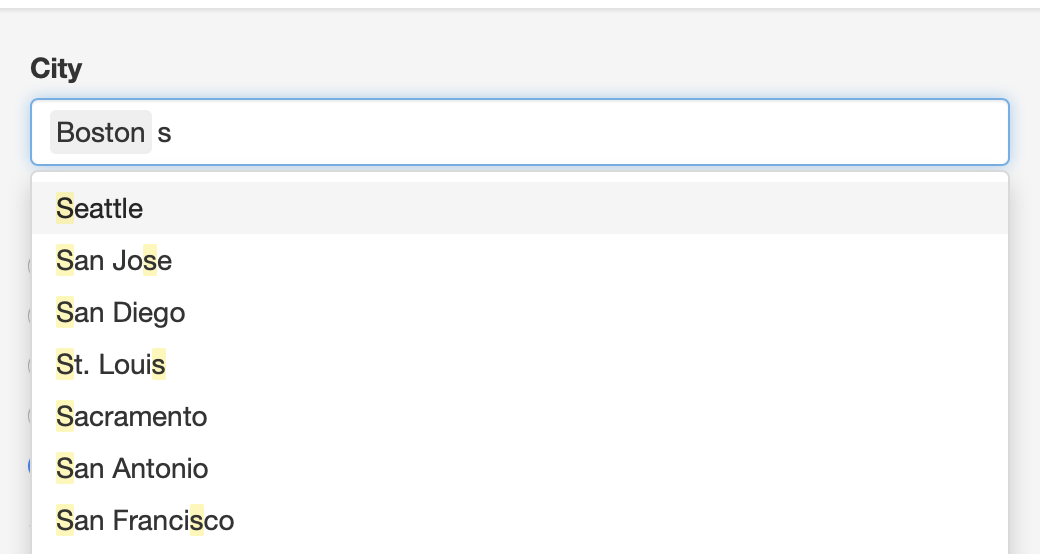 City
Boston s
Seattle
San Jose
San Diego
St. Louis
Sacramento
San Antonio
San Francisco